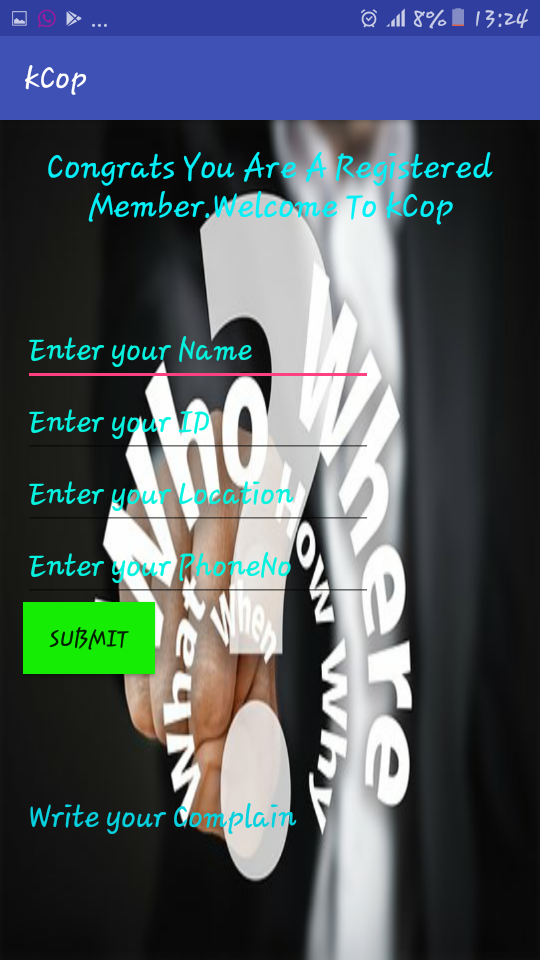 ... 8% 13:24
kCop
Congrats You Are A Registered
Member.Welcome To kCop
Enter your Name
Enter your ID
Enter your Location
Enter your PhoneNo
SUBMIT
Write your Complain
Who
Where
What
When
How
Why
?